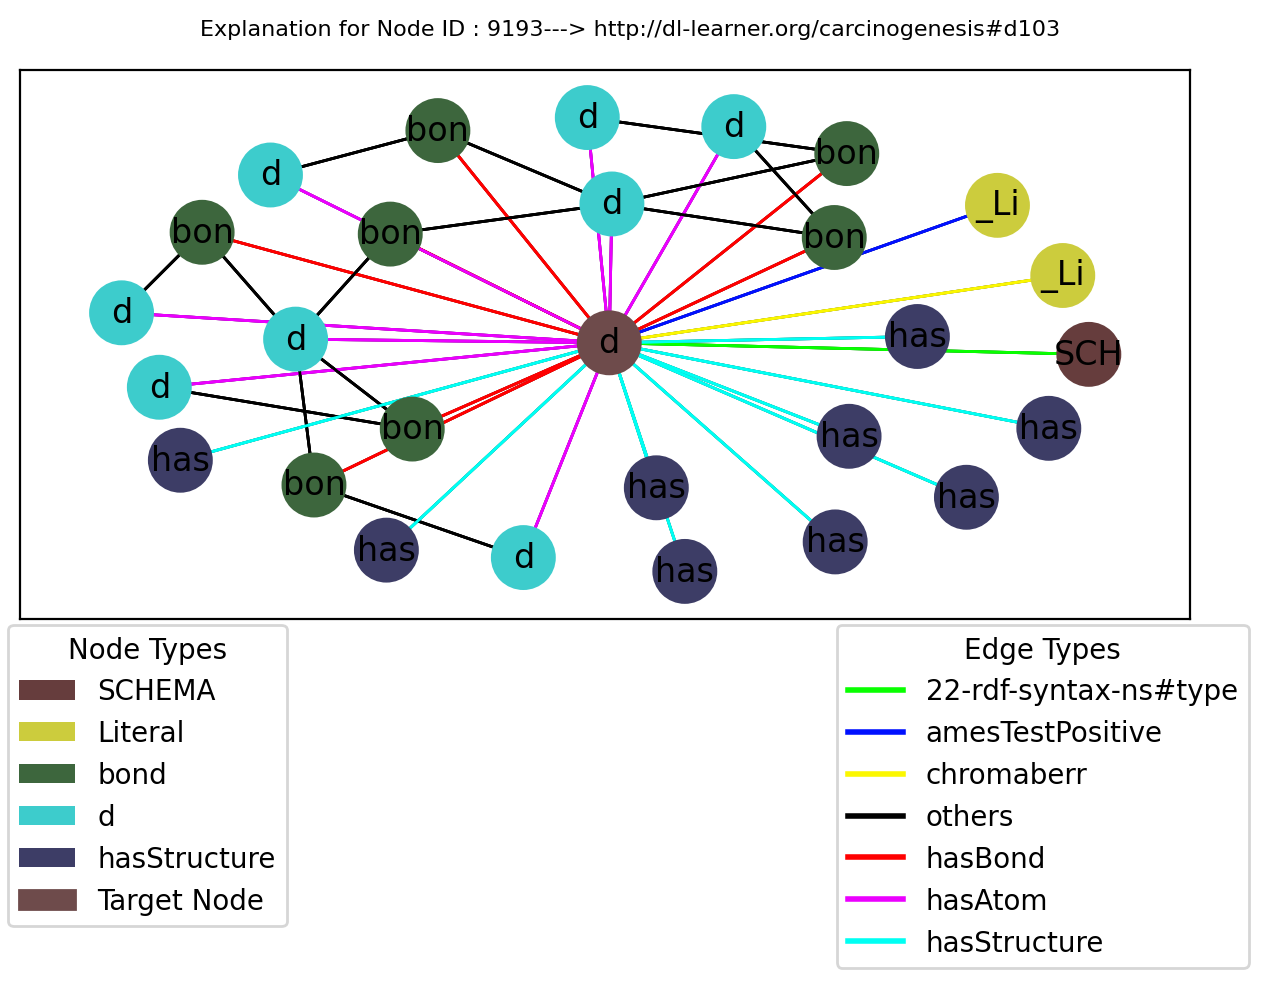 Explanation for Node ID : 9193---> http://dl-learner.org/carcinogenesis#d103
d
d
bon
bon
d
_Li
d
bon
bon
bon
_Li
d
has
d
d
SCH
d
bon
has
has
has
bon
has
has
has
has
d
has
Node Types
SCHEMA
Literal
bond
d
hasStructure
Target Node
Edge Types
22-rdf-syntax-ns#type
amesTestPositive
chromaberr
others
hasBond
hasAtom
hasStructure